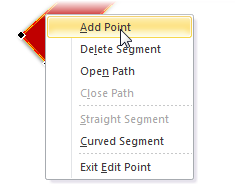 Add Point
Delete Segment
Open Path
Close Path
Straight Segment
Curved Segment
Exit Edit Point